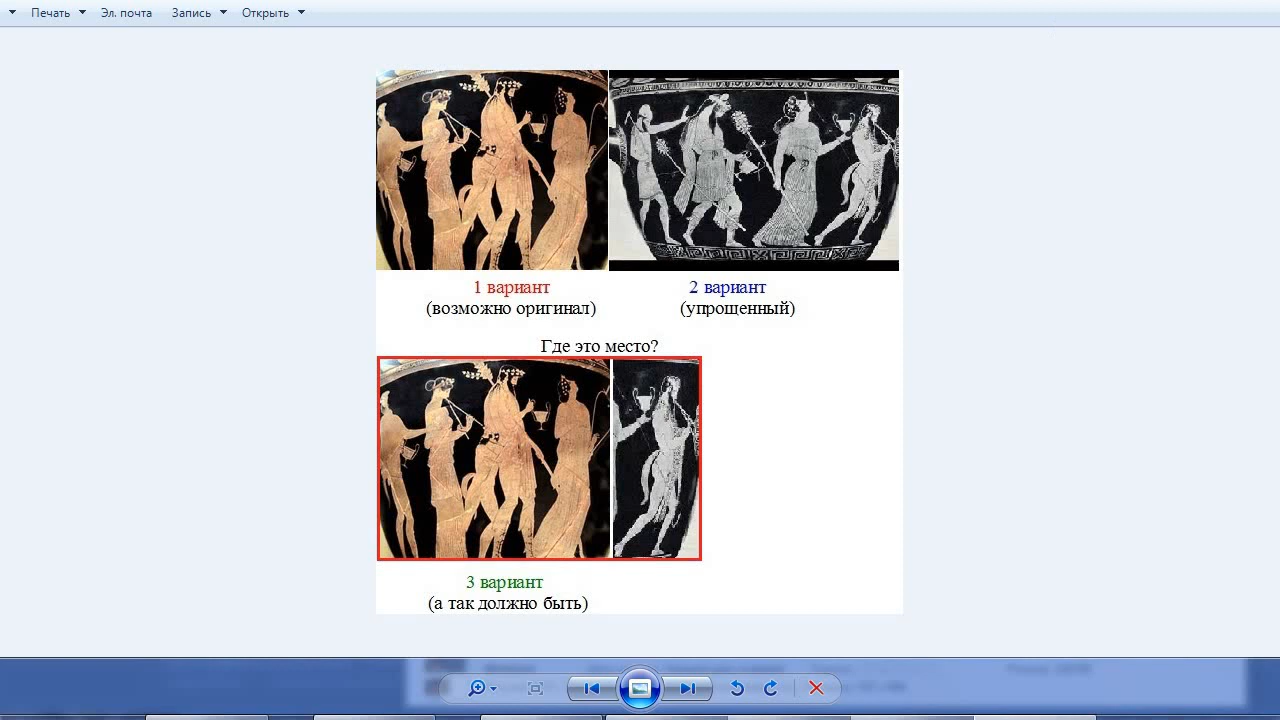 Печать Эл. почта Запись Открыть
1 вариант 2 вариант
(возможно оригинал) (упрощенный)
Где это место?
3 вариант
(а так должно быть)